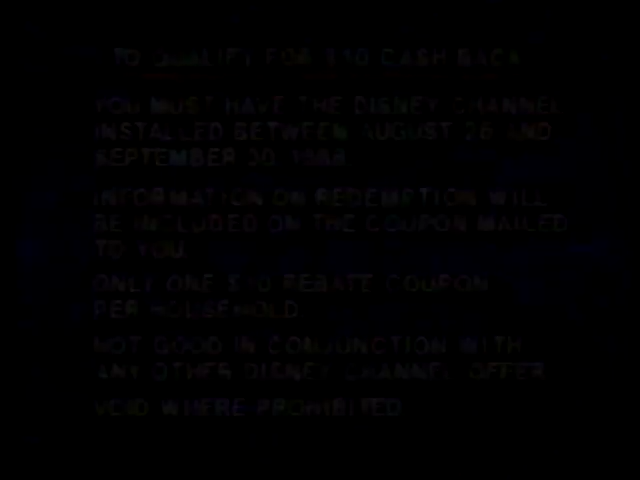 TO QUALIFY FOR $10 CASH BACK
YOU MUST HAVE THE DISNEY CHANNEL
INSTALLED BETWEEN AUGUST 26 AND
SEPTEMBER 30, 1988.
INFORMATION ON REDEMPTION WILL
BE INCLUDED ON THE COUPON MAILED
TO YOU.
ONLY ONE $10 REBATE COUPON
PER HOUSEHOLD.
NOT GOOD IN CONJUNCTION WITH
ANY OTHER DISNEY CHANNEL OFFER.
VOID WHERE PROHIBITED.